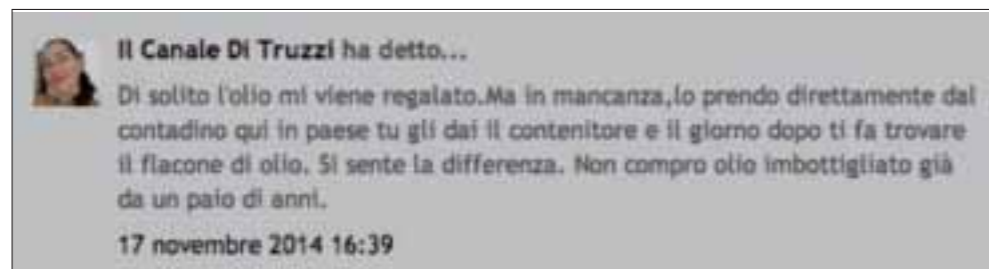 Il Canale Di Truzzi ha detto...
Di solito l'olio mi viene regalato.Ma in mancanza,lo prendo direttamente dal
contadino qui in paese tu gli dai il contenitore e il giorno dopo ti fa trovare
il flacone di olio. Si sente la differenza. Non compro olio imbottigliato già
da un paio di anni.
17 novembre 2014 16:39